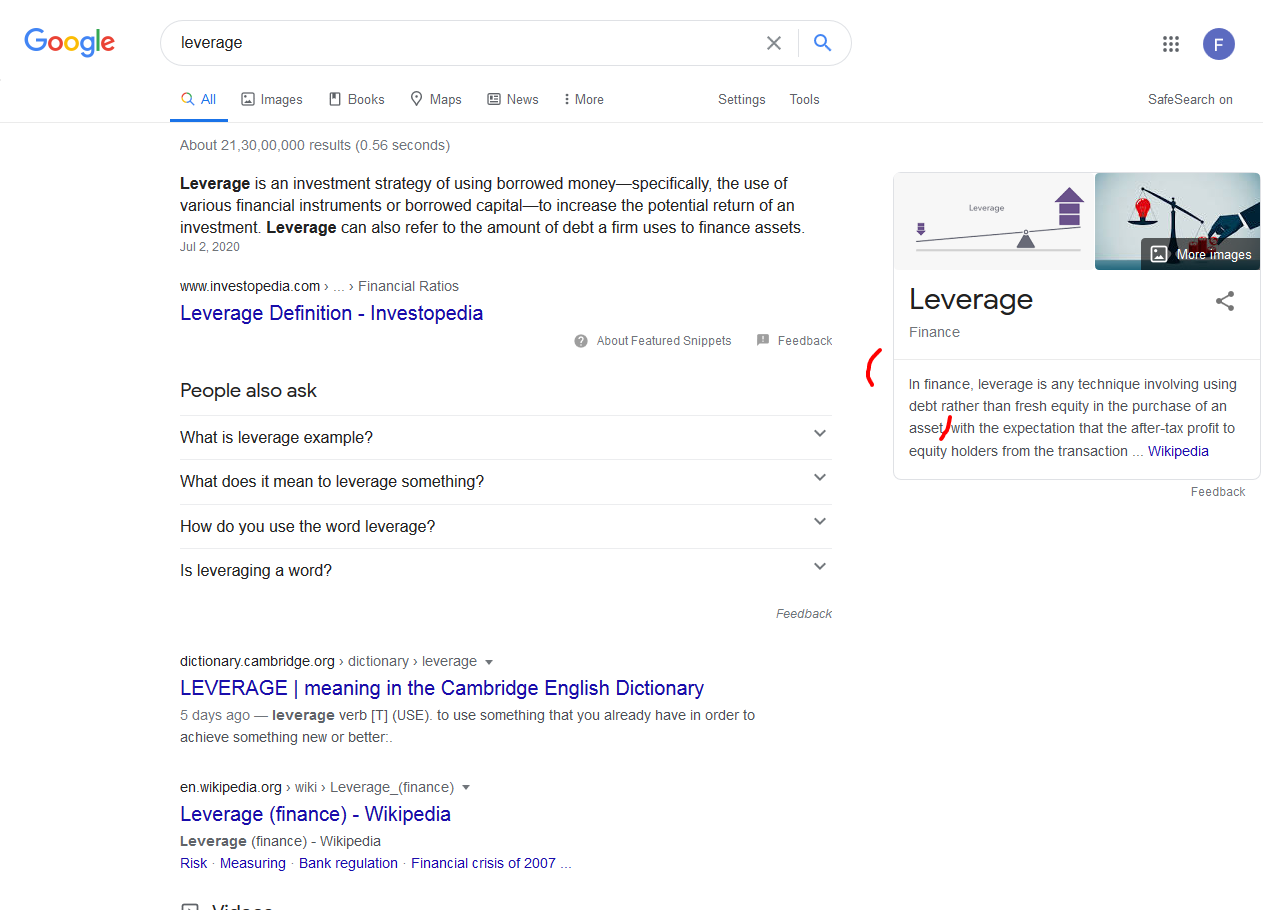 Google
leverage
F
All
Images
Books
Maps
News
More
Settings
Tools
SafeSearch on
About 21,30,00,000 results (0.56 seconds)
Leverage is an investment strategy of using borrowed money—specifically, the use of
various financial instruments or borrowed capital—to increase the potential return of an
investment. Leverage can also refer to the amount of debt a firm uses to finance assets.
Jul 2, 2020
www.investopedia.com › ... › Financial Ratios
Leverage Definition - Investopedia
About Featured Snippets
Feedback
People also ask
What is leverage example?
What does it mean to leverage something?
How do you use the word leverage?
Is leveraging a word?
Feedback
dictionary.cambridge.org › dictionary › leverage
LEVERAGE | meaning in the Cambridge English Dictionary
5 days ago — leverage verb [T] (USE). to use something that you already have in order to
achieve something new or better:.
en.wikipedia.org › wiki › Leverage_(finance)
Leverage (finance) - Wikipedia
Leverage (finance) - Wikipedia
Risk · Measuring · Bank regulation · Financial crisis of 2007 ...
Videos
Leverage
More images
Leverage
Finance
In finance, leverage is any technique involving using
debt rather than fresh equity in the purchase of an
asset, with the expectation that the after-tax profit to
equity holders from the transaction ... Wikipedia
Feedback